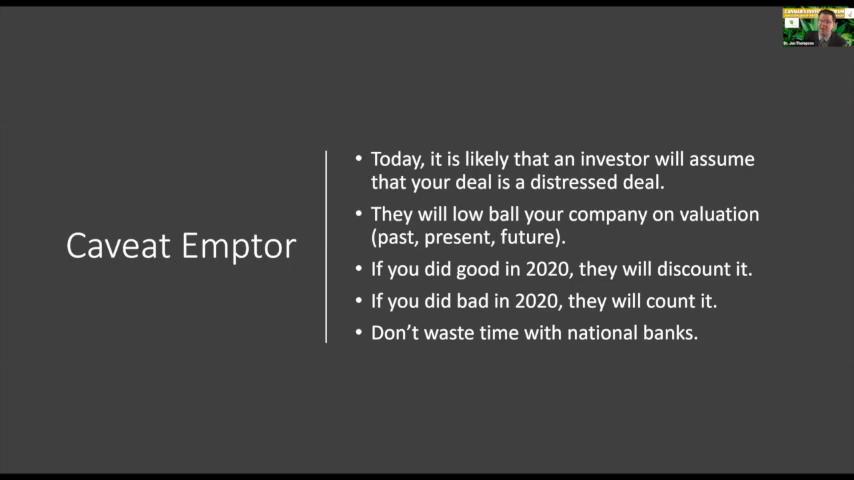 Caveat Emptor
• Today, it is likely that an investor will assume
that your deal is a distressed deal.
• They will low ball your company on valuation
(past, present, future).
• If you did good in 2020, they will discount it.
• If you did bad in 2020, they will count it.
• Don’t waste time with national banks.